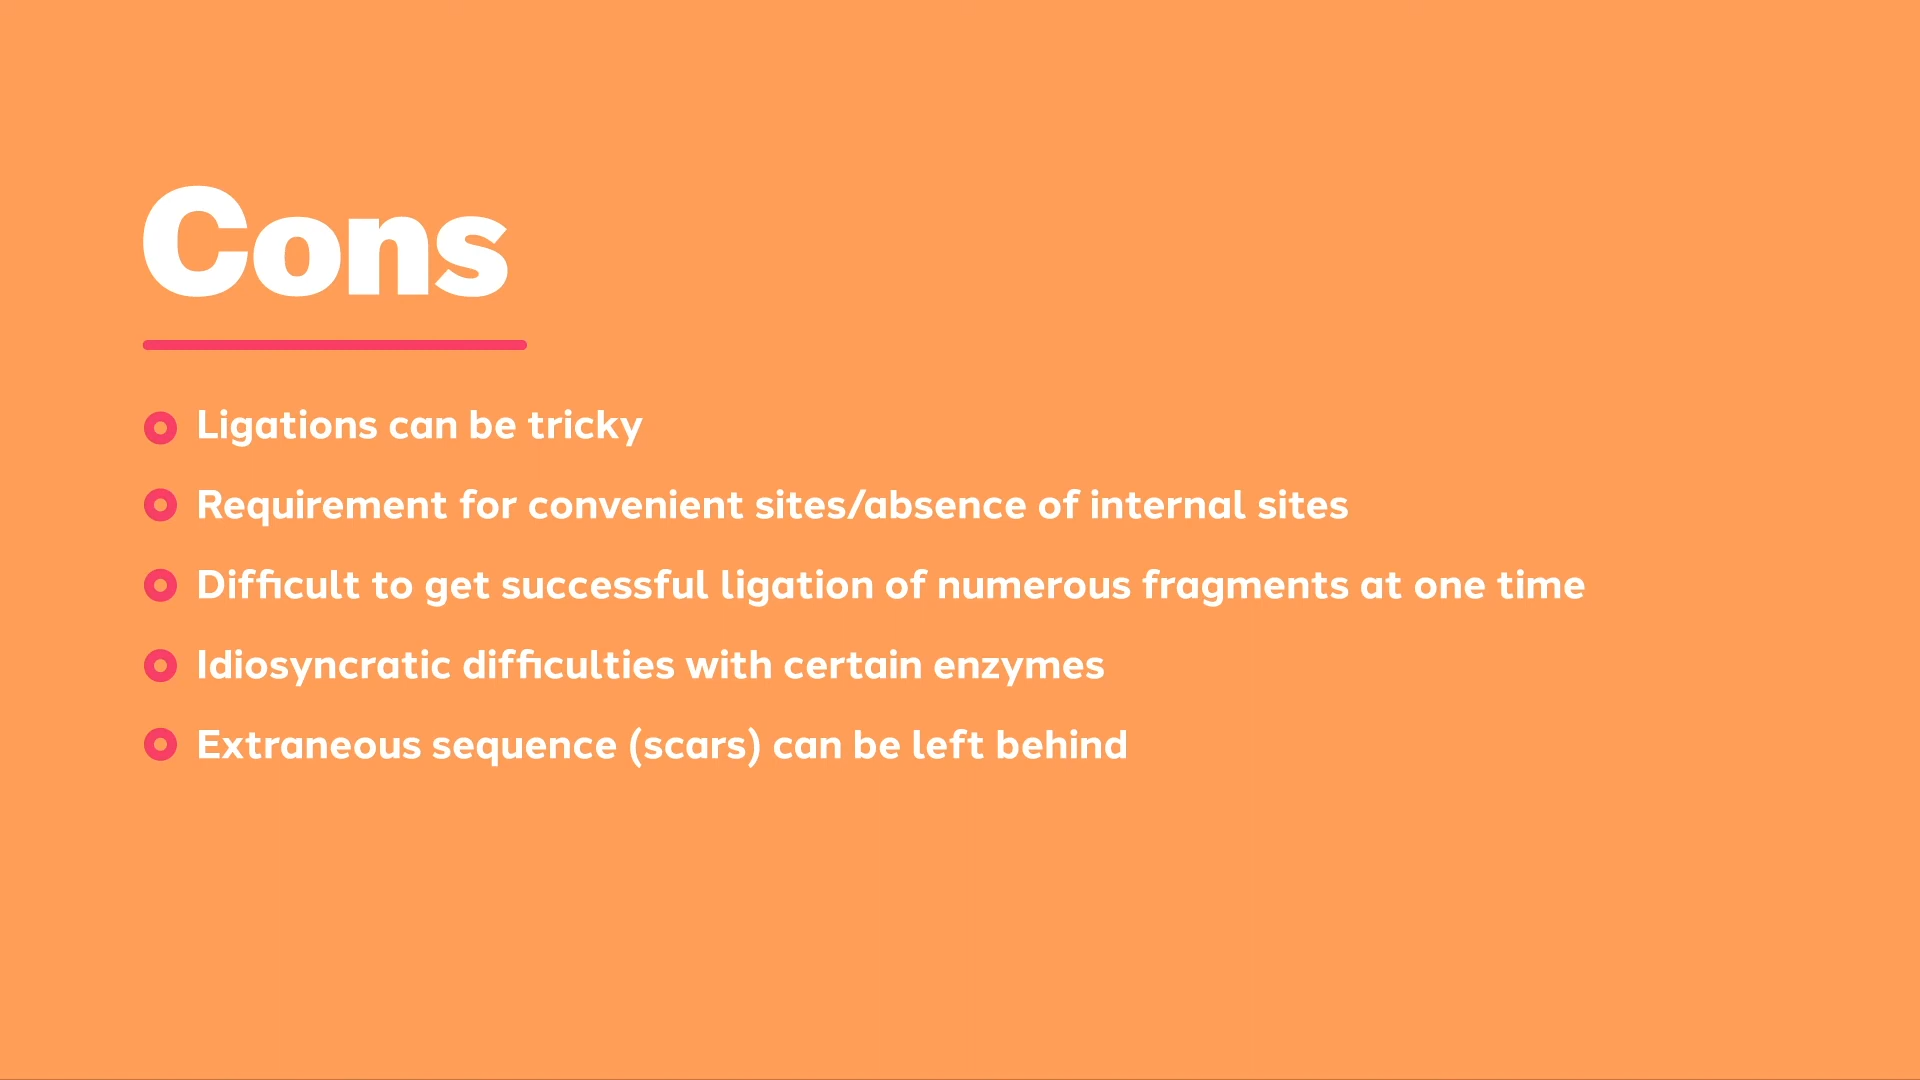 Cons
Ligations can be tricky
Requirement for convenient sites/absence of internal sites
Difficult to get successful ligation of numerous fragments at one time
Idiosyncratic difficulties with certain enzymes
Extraneous sequence (scars) can be left behind